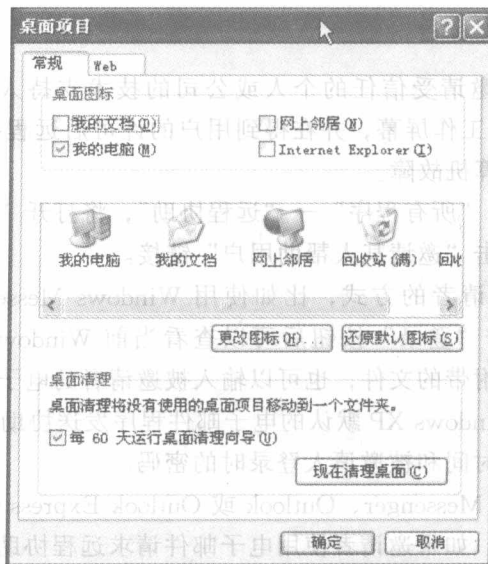 桌面项目
常规 Web
桌面图标
我的文档(D) 网上邻居(N)
我的电脑(M) Internet Explorer(I)
我的电脑 我的文档 网上邻居 回收站(满) 回收
更改图标(H)... 还原默认图标(S)
桌面清理
桌面清理将没有使用的桌面项目移动到一个文件夹。
每 60 天运行桌面清理向导(U)
现在清理桌面(C)
确定 取消